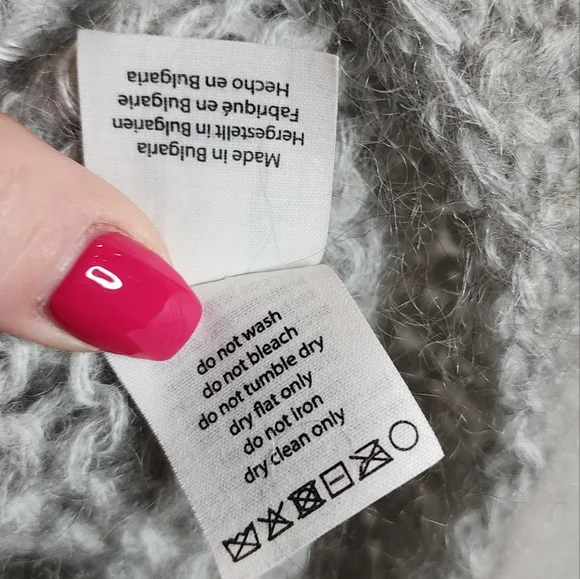 Made in Bulgaria
Hergestellt in Bulgarien
Fabriqué en Bulgarie
Hecho en Bulgaria
do not wash
do not bleach
do not tumble dry
dry flat only
do not Iron
dry clean only